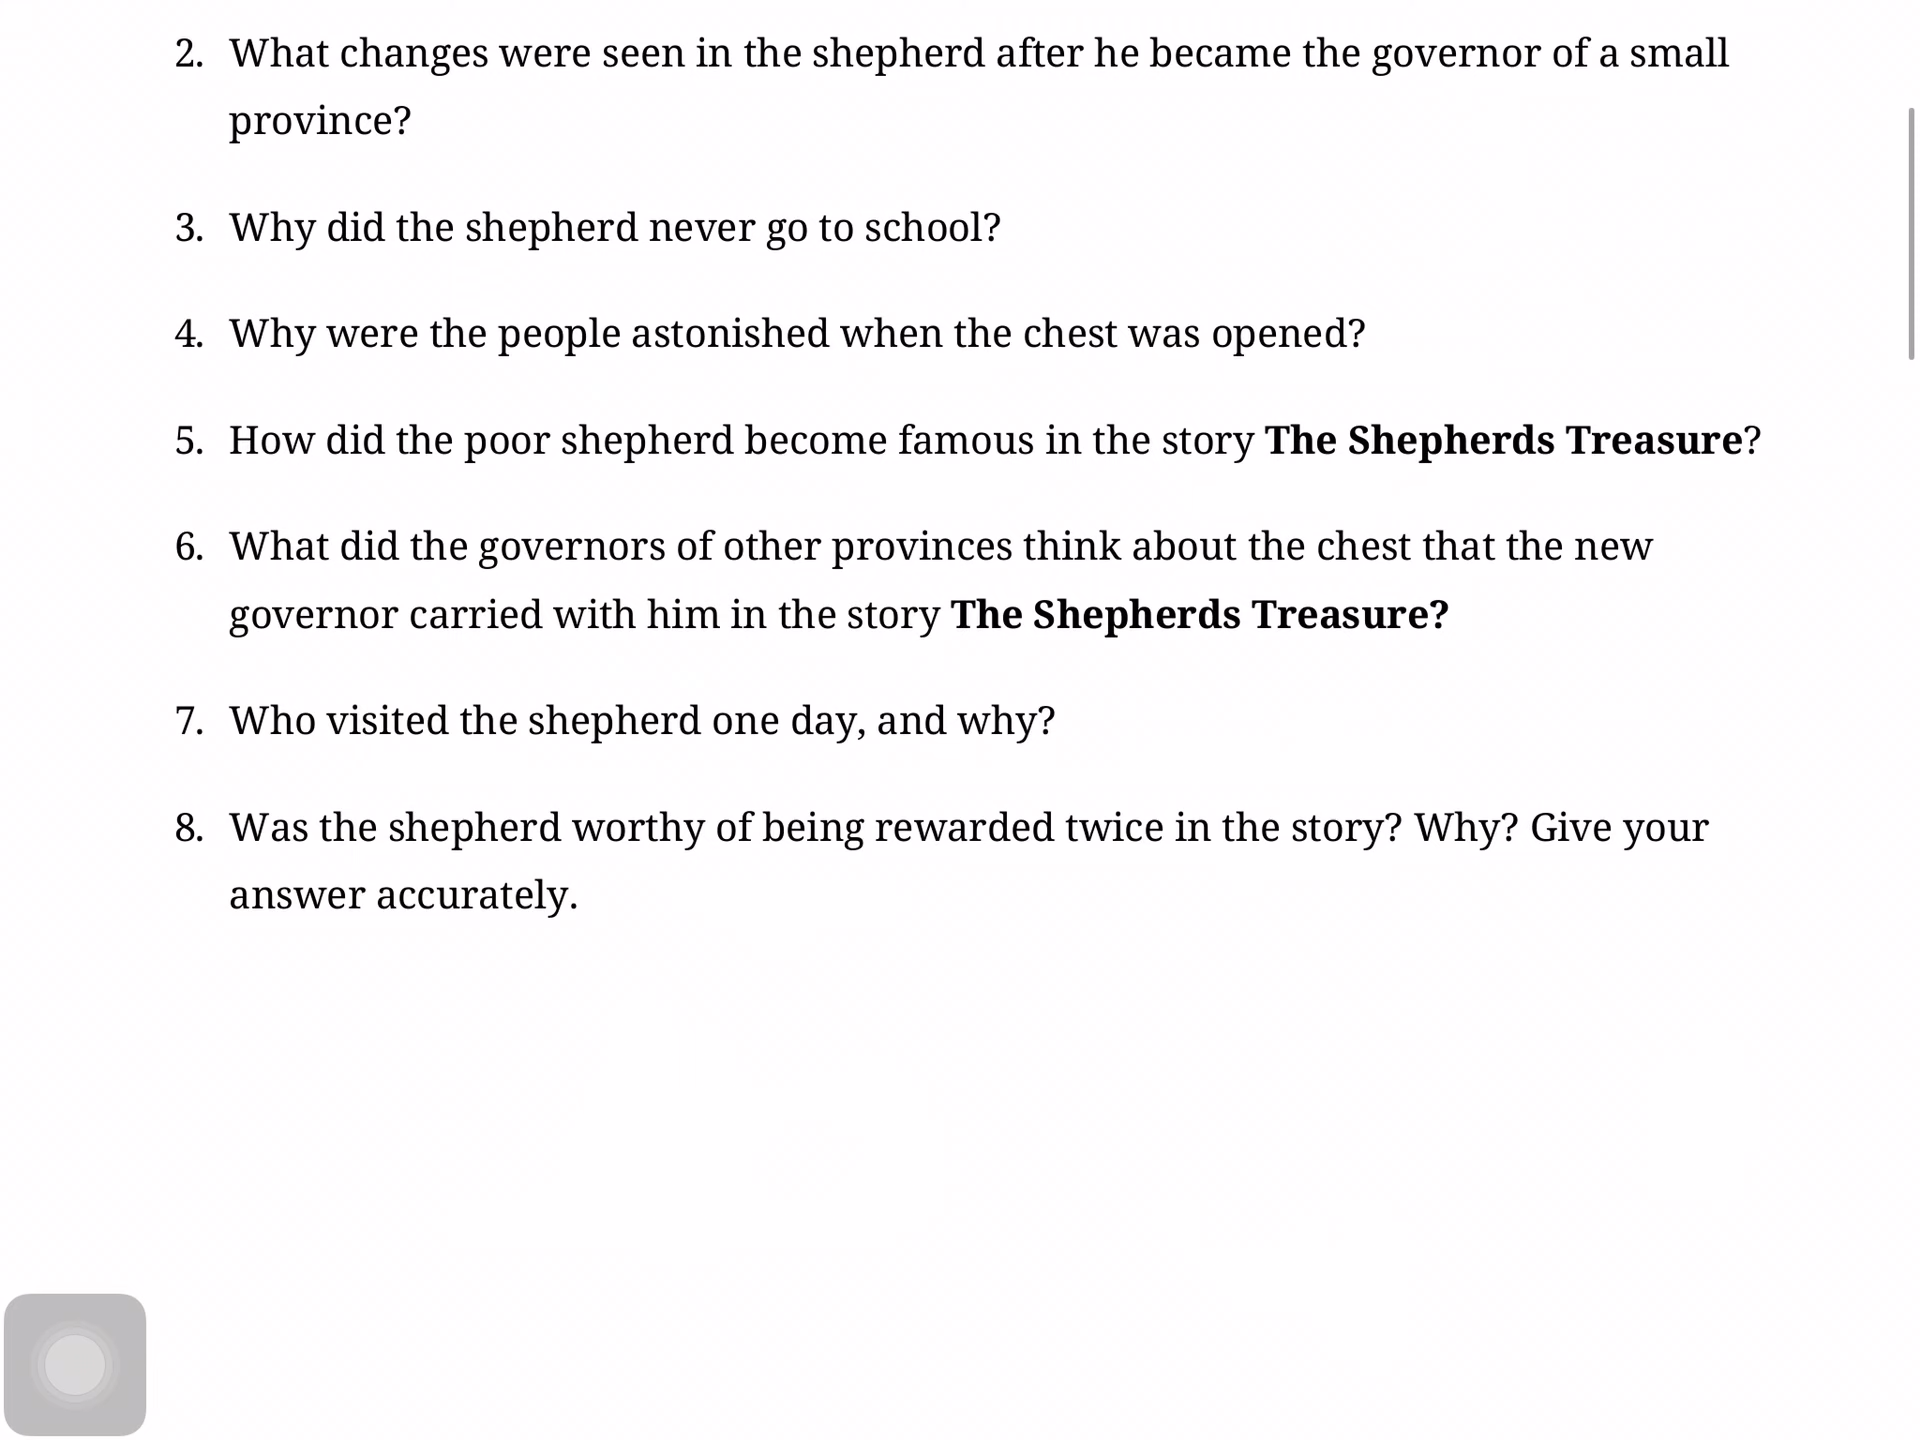 2. What changes were seen in the shepherd after he became the governor of a small
province?
3. Why did the shepherd never go to school?
4. Why were the people astonished when the chest was opened?
5. How did the poor shepherd become famous in the story The Shepherds Treasure?
6. What did the governors of other provinces think about the chest that the new
governor carried with him in the story The Shepherds Treasure?
7. Who visited the shepherd one day, and why?
8. Was the shepherd worthy of being rewarded twice in the story? Why? Give your
answer accurately.